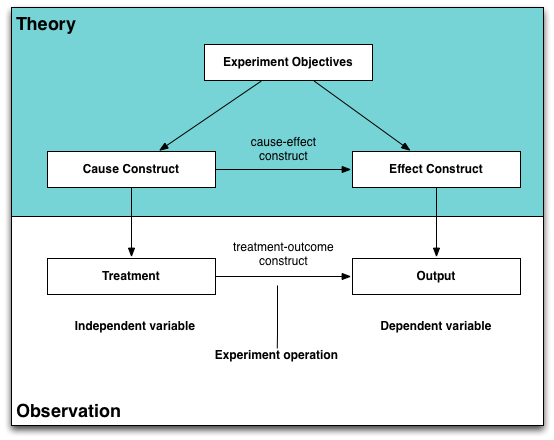 Theory
Experiment Objectives
cause-effect
construct
Cause Construct
Effect Construct
treatment-outcome
construct
Treatment
Output
Independent variable
Dependent variable
Experiment operation
Observation